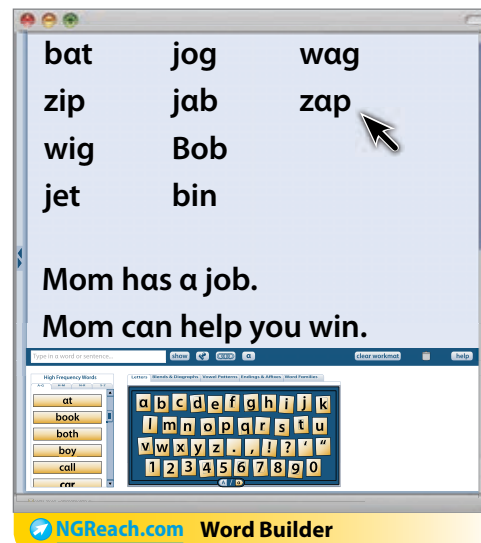 bat jog wag
zip jab zap
wig Bob
jet bin
Mom has a job.
Mom can help you win.
Type in a word or sentence... show a clear workmat help
High Frequency Words
Letters Blends & Digraphs Vowel Patterns Endings & Affixes Word Families
at
book
both
boy
call
car
a b c d e f g h i j k
l m n o p q r s t u
v w x y z . , ! ? ‘ “
1 2 3 4 5 6 7 8 9 0
NGReach.com Word Builder